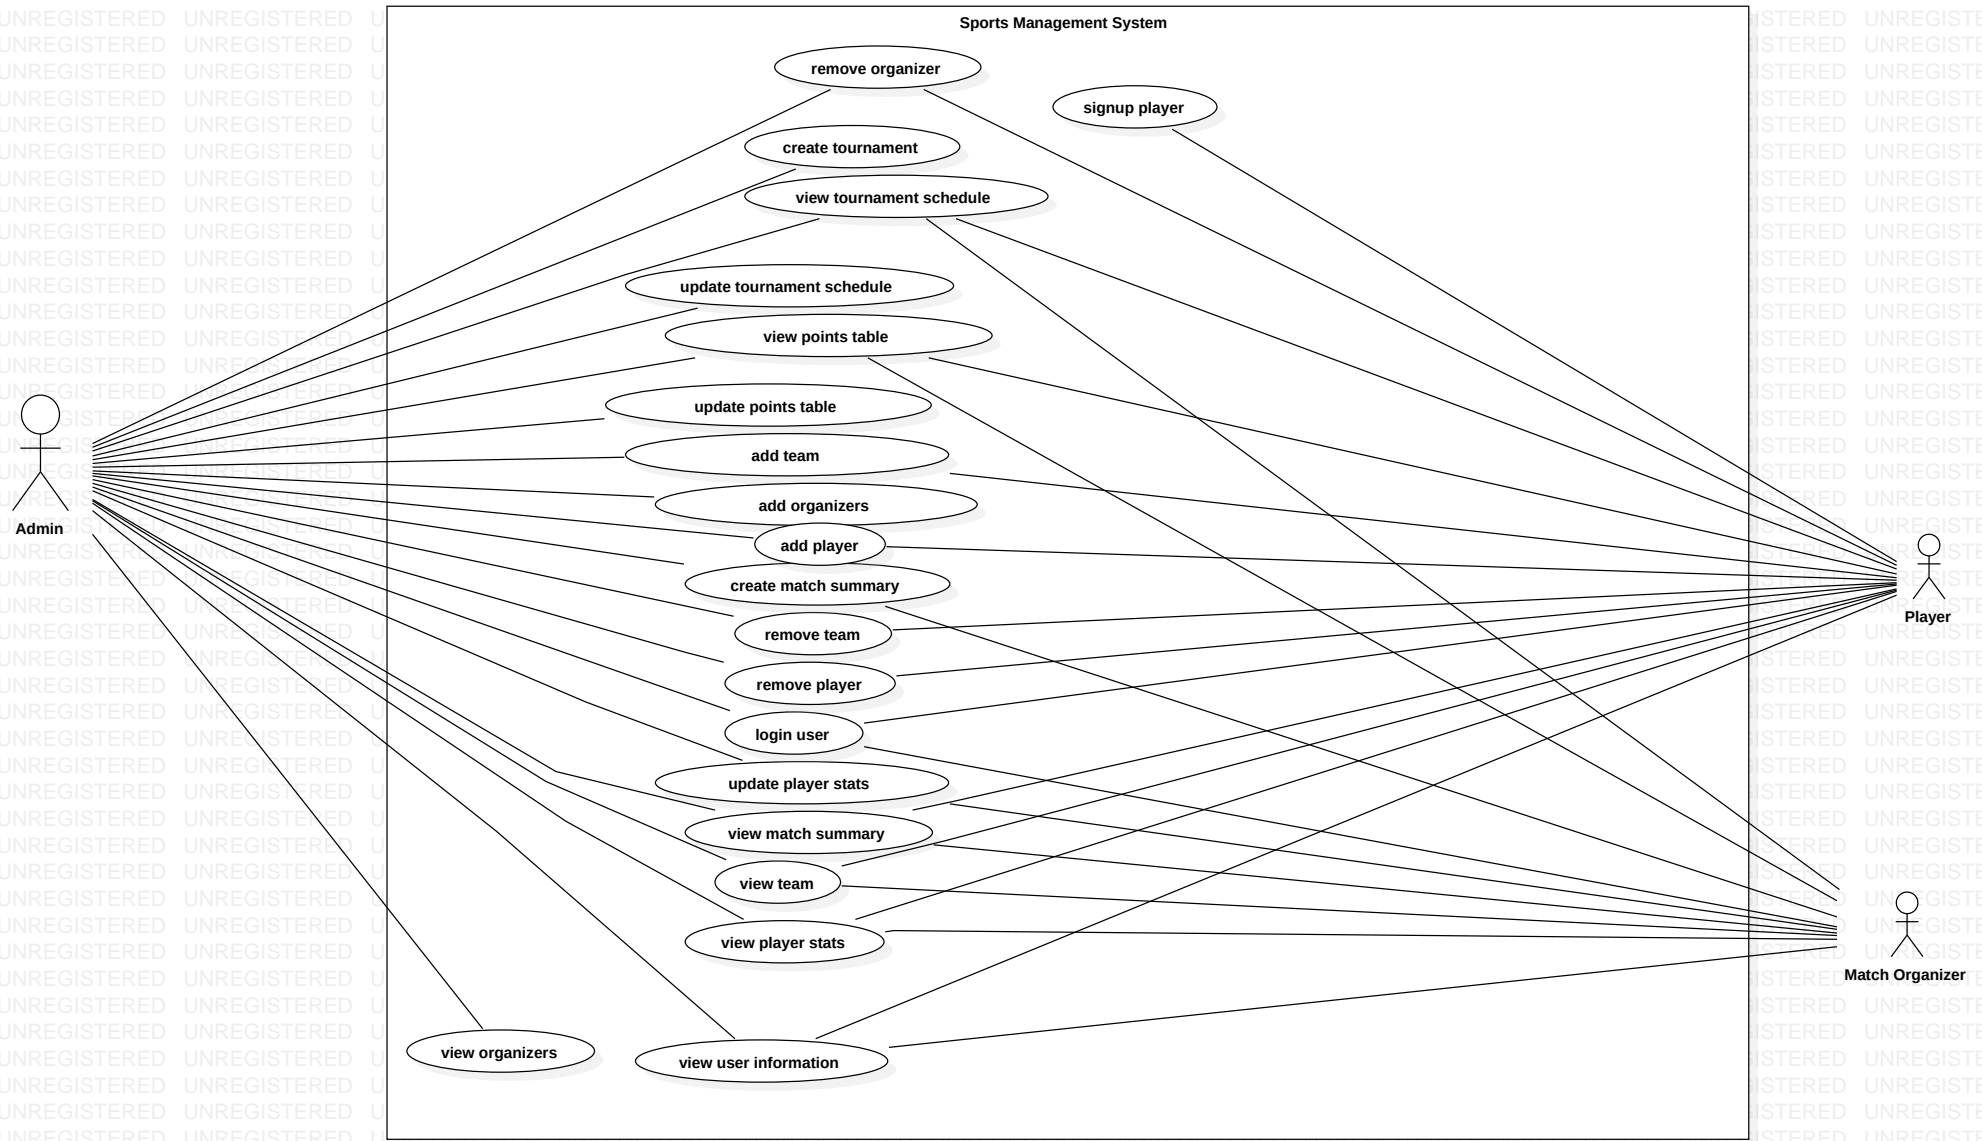 Sports Management System
remove organizer
signup player
create tournament
view tournament schedule
update tournament schedule
view points table
update points table
add team
add organizers
Admin
add player
create match summary
Player
remove team
remove player
login user
update player stats
view match summary
view team
view player stats
Match Organizer
view organizers
view user information